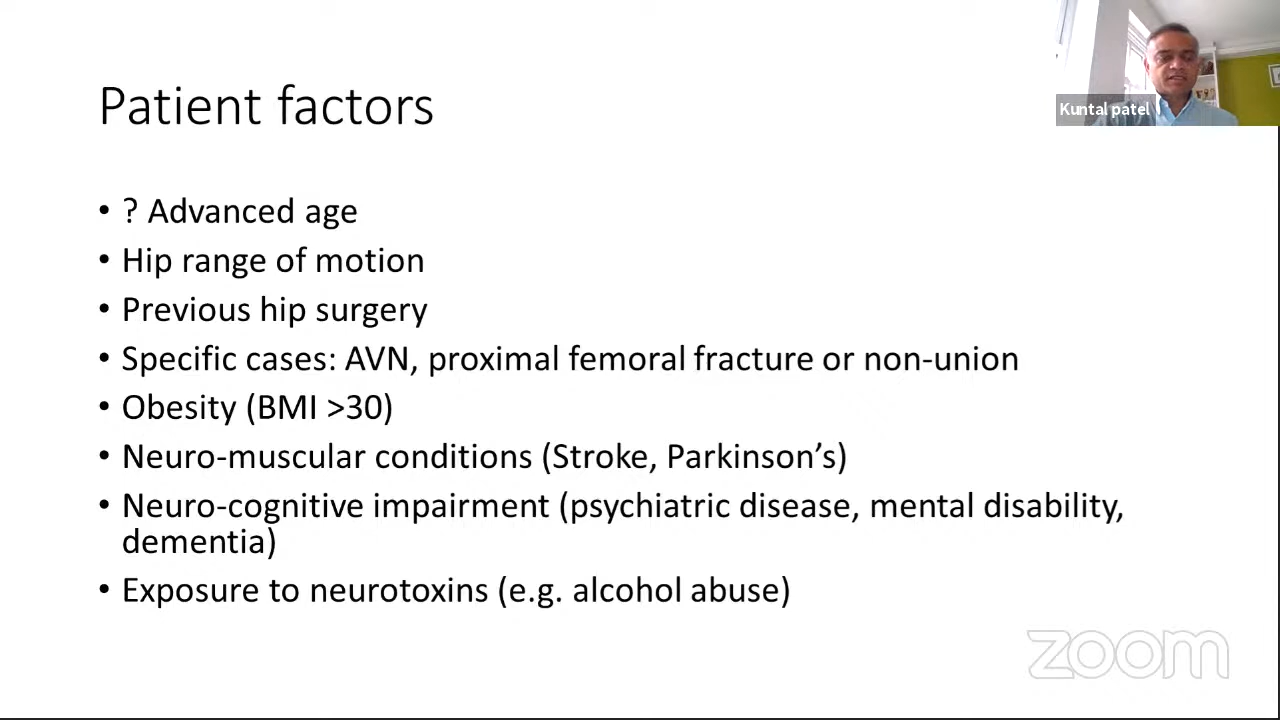 Patient factors
Kuntal patel
• ? Advanced age
• Hip range of motion
• Previous hip surgery
• Specific cases: AVN, proximal femoral fracture or non-union
• Obesity (BMI >30)
• Neuro-muscular conditions (Stroke, Parkinson’s)
• Neuro-cognitive impairment (psychiatric disease, mental disability,
dementia)
• Exposure to neurotoxins (e.g. alcohol abuse)
zoom